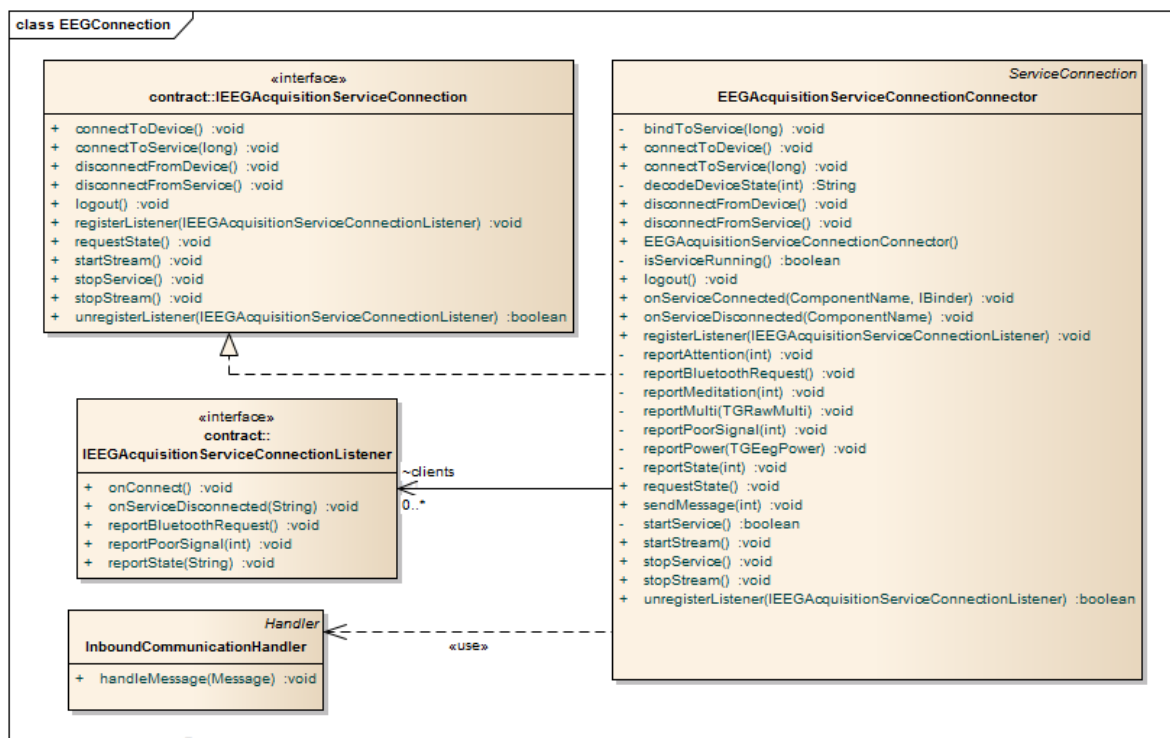 class EEGConnection
«interface»
contract::IEEGAcquisitionServiceConnection
+ connectToDevice() :void
+ connectToService(long) :void
+ disconnectFromDevice() :void
+ disconnectFromService() :void
+ logout() :void
+ registerListener(IEEGAcquisitionServiceConnectionListener) :void
+ requestState() :void
+ startStream() :void
+ stopService() :void
+ stopStream() :void
+ unregisterListener(IEEGAcquisitionServiceConnectionListener) :boolean
«interface»
contract::
IEEGAcquisitionServiceConnectionListener
+ onConnect() :void
+ onServiceDisconnected(String) :void
+ reportBluetoothRequest() :void
+ reportPoorSignal(int) :void
+ reportState(String) :void
~clients
0..*
Handler
InboundCommunicationHandler
+ handleMessage(Message) :void
«use»
ServiceConnection
EEGAcquisitionServiceConnectionConnector
- bindToService(long) :void
+ connectToDevice() :void
+ connectToService(long) :void
- decodeDeviceState(int) :String
+ disconnectFromDevice() :void
+ disconnectFromService() :void
+ EEGAcquisitionServiceConnectionConnector()
- isServiceRunning() :boolean
+ logout() :void
+ onServiceConnected(ComponentName, IBinder) :void
+ onServiceDisconnected(ComponentName) :void
+ registerListener(IEEGAcquisitionServiceConnectionListener) :void
- reportAttention(int) :void
- reportBluetoothRequest() :void
- reportMeditation(int) :void
- reportMulti(TGRawMulti) :void
- reportPoorSignal(int) :void
- reportPower(TGEegPower) :void
- reportState(int) :void
+ requestState() :void
+ sendMessage(int) :void
- startService() :boolean
+ startStream() :void
+ stopService() :void
+ stopStream() :void
+ unregisterListener(IEEGAcquisitionServiceConnectionListener) :boolean